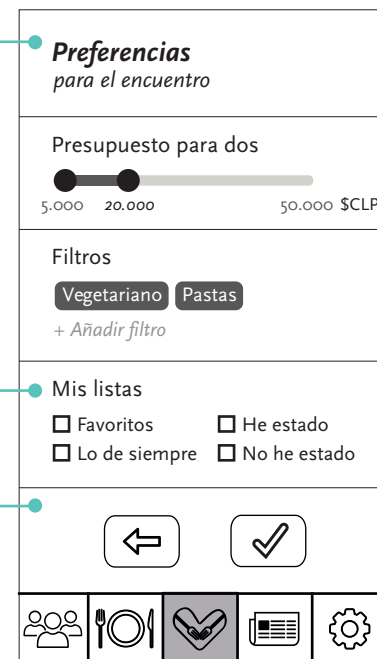 Preferencias
para el encuentro
Presupuesto para dos
5.000 20.000 50.000 $CLP
Filtros
Vegetariano Pastas
+ Añadir filtro
Mis listas
Favoritos He estado
Lo de siempre No he estado